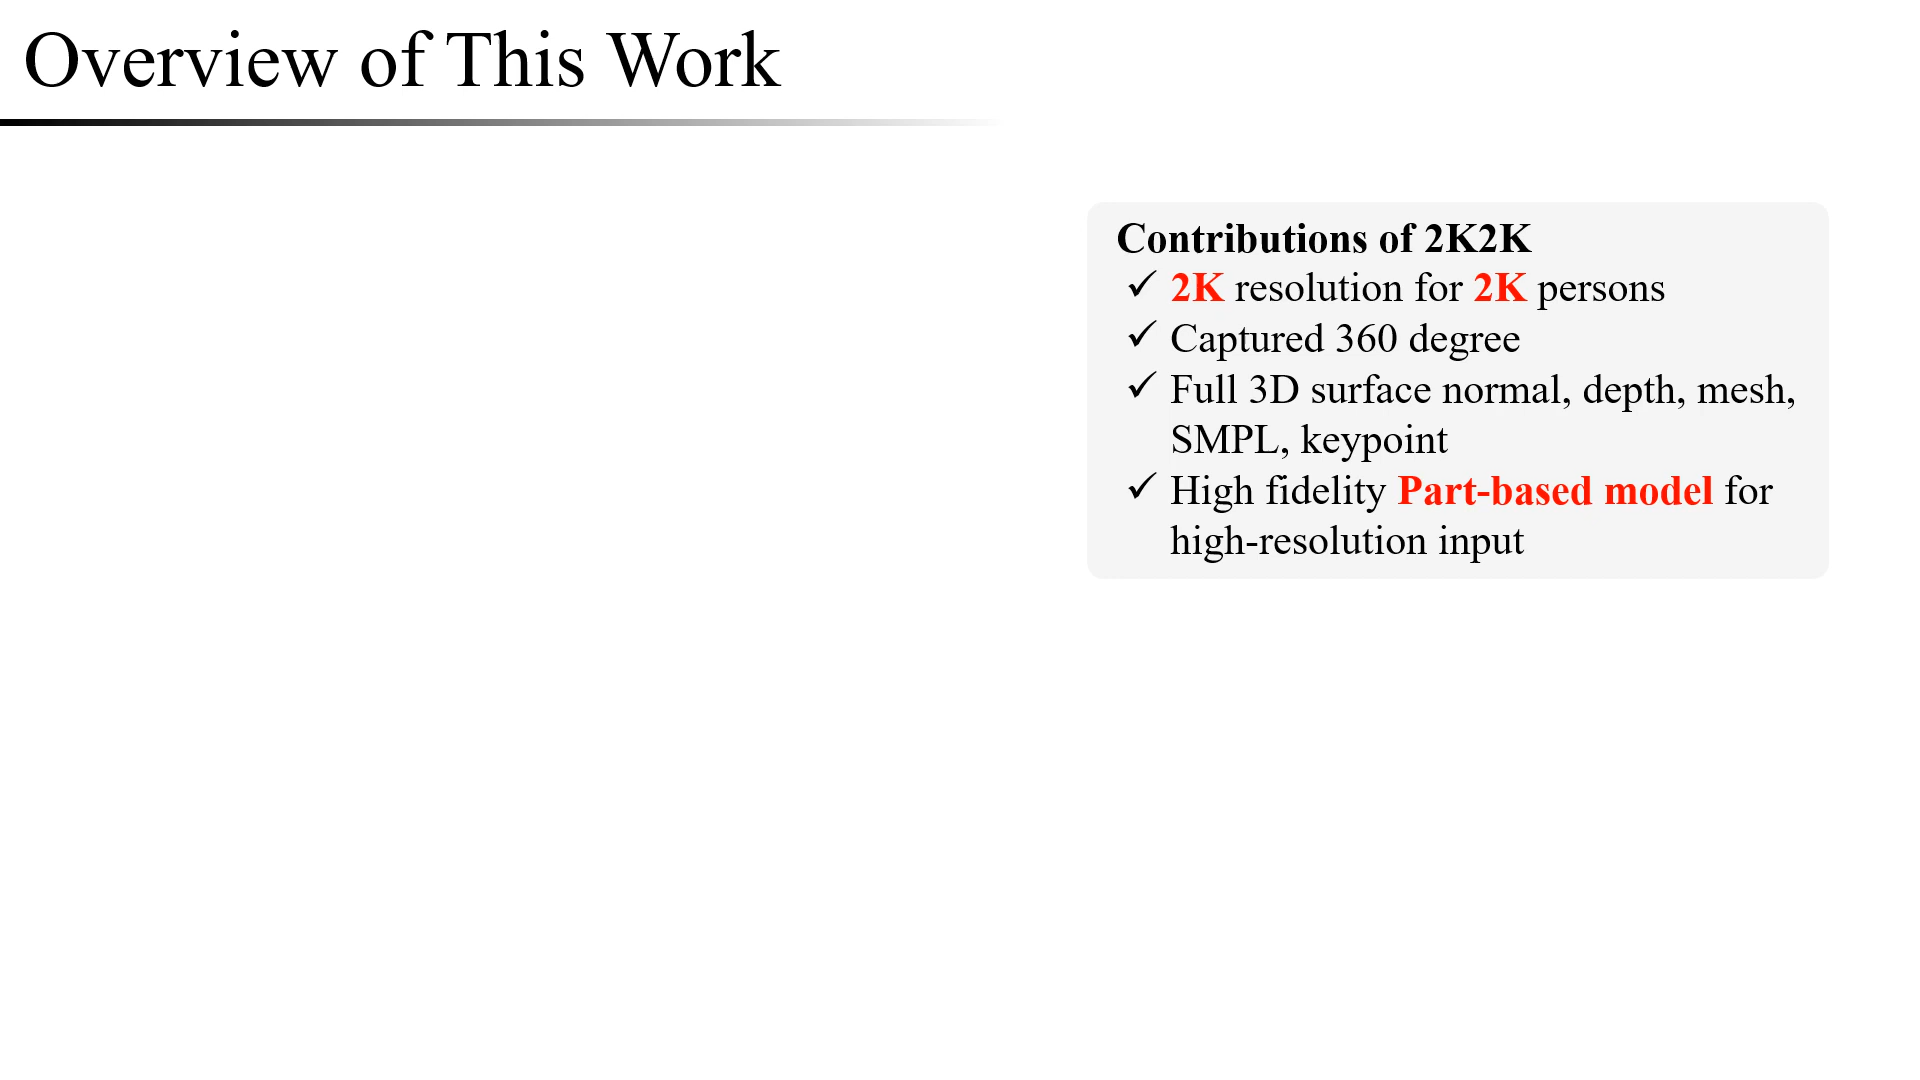 Overview of This Work
Contributions of 2K2K
✓ 2K resolution for 2K persons
✓ Captured 360 degree
✓ Full 3D surface normal, depth, mesh,
SMPL, keypoint
✓ High fidelity Part-based model for
high-resolution input